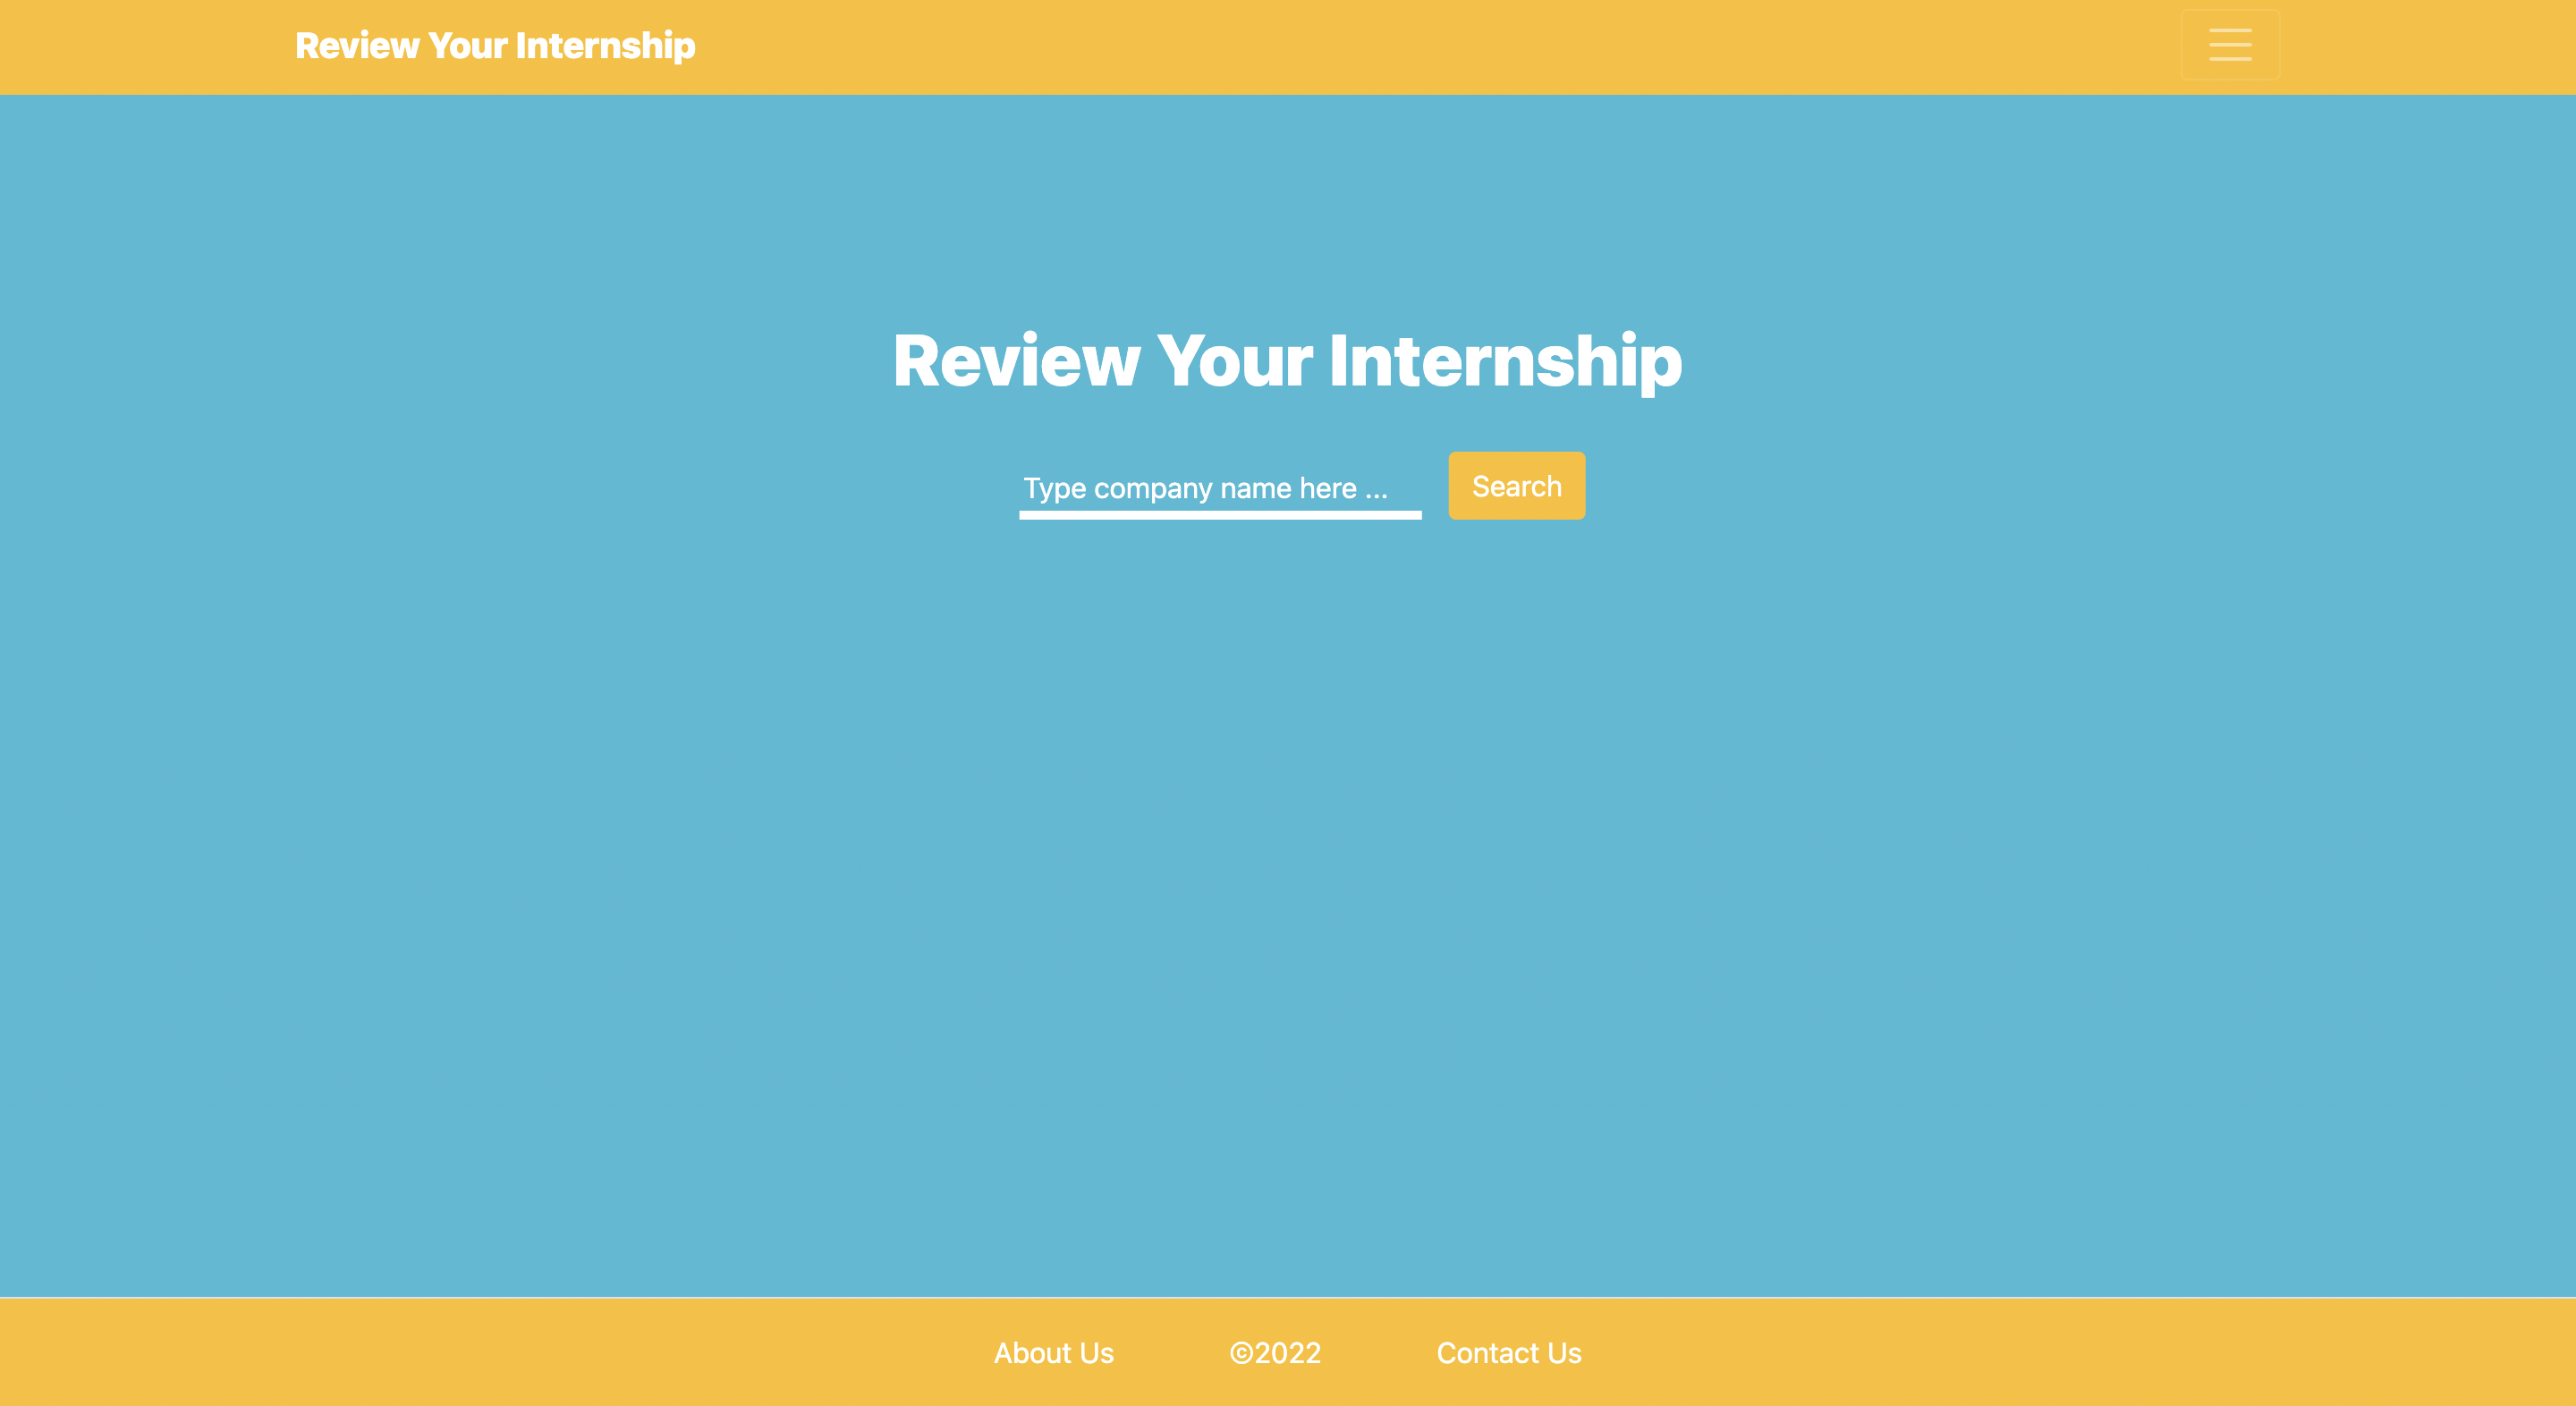 Review Your Internship
Review Your Internship
Type company name here ...
Search
About Us
©2022
Contact Us